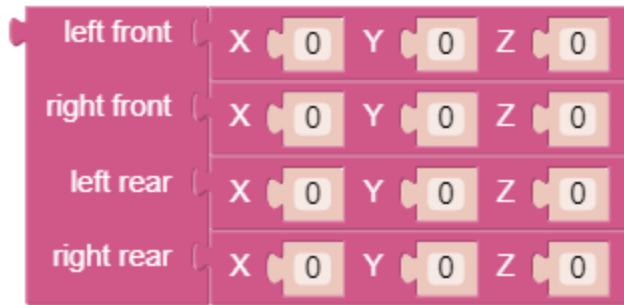 left front X 0 Y 0 Z 0
right front X 0 Y 0 Z 0
left rear X 0 Y 0 Z 0
right rear X 0 Y 0 Z 0